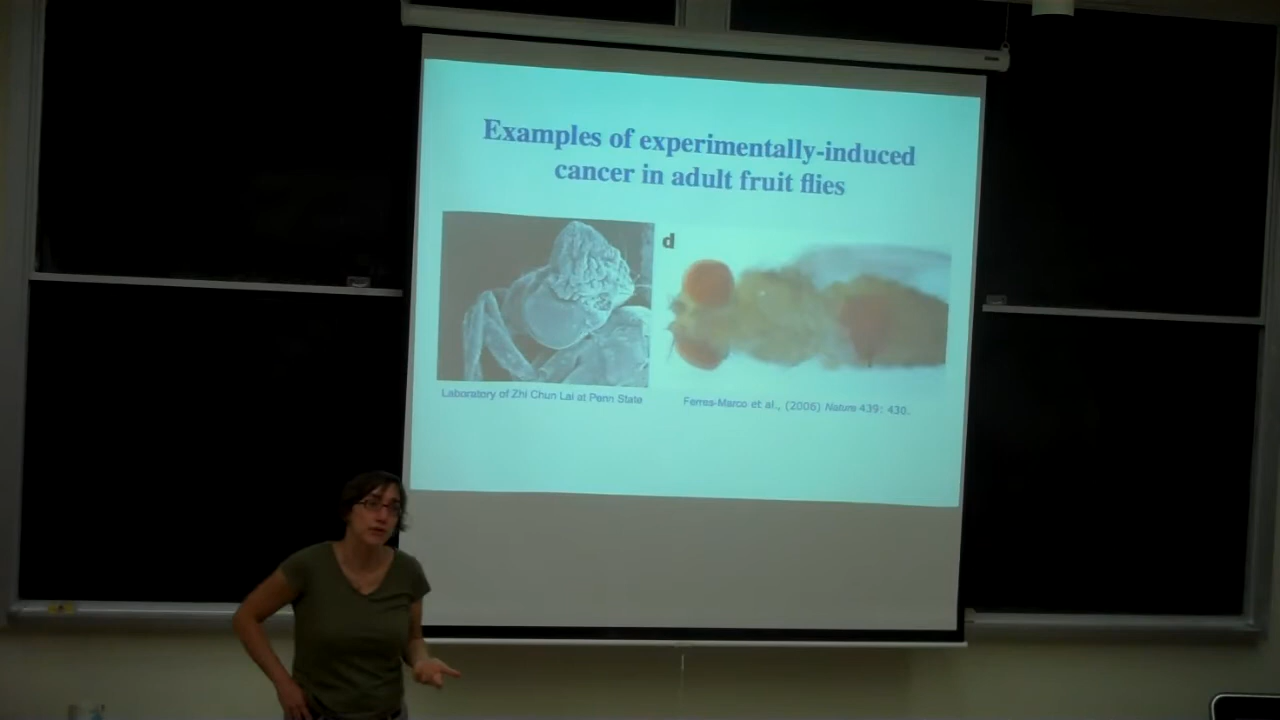 Examples of experimentally-induced
cancer in adult fruit flies
d
Laboratory of Zhi Chun Lai at Penn State
Ferres-Marco et al., (2006) Nature 439: 430.